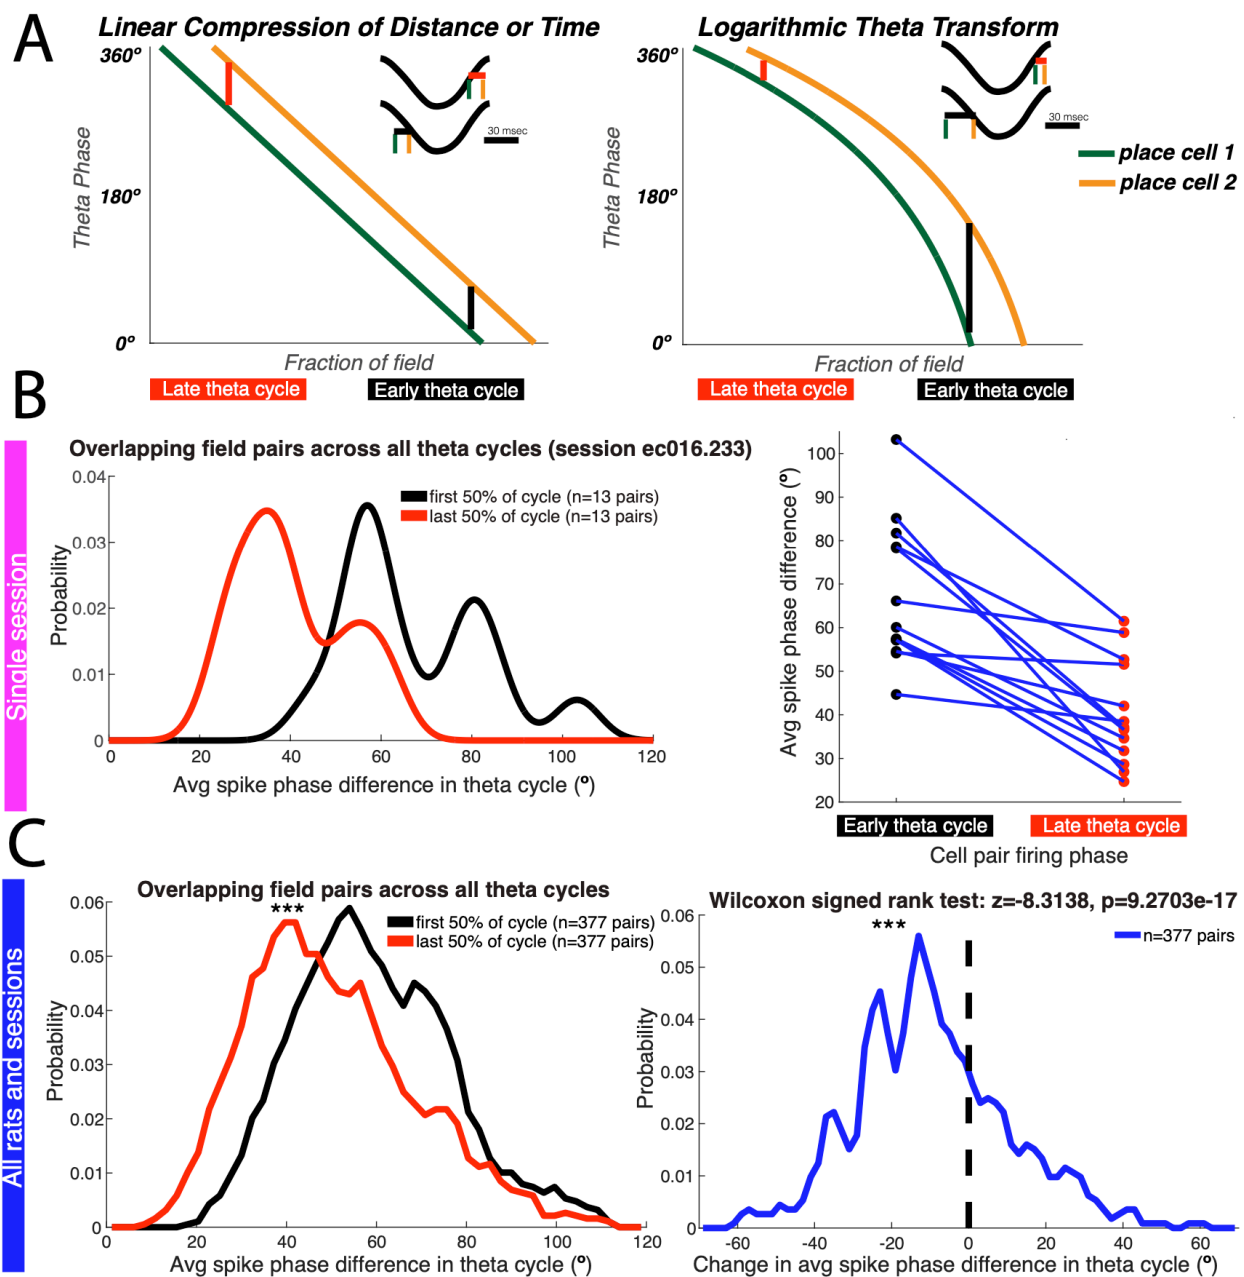 A
Linear Compression of Distance or Time
Logarithmic Theta Transform
360º
180º
0º
Theta Phase
30 msec
Fraction of field
Late theta cycle
Early theta cycle
360º
180º
0º
Theta Phase
30 msec
place cell 1
place cell 2
Fraction of field
Late theta cycle
Early theta cycle
B
Single session
Overlapping field pairs across all theta cycles (session ec016.233)
first 50% of cycle (n=13 pairs)
last 50% of cycle (n=13 pairs)
Probability
0.04
0.03
0.02
0.01
0
0 20 40 60 80 100 120
Avg spike phase difference in theta cycle (º)
Avg spike phase difference (º)
100
90
80
70
60
50
40
30
20
Early theta cycle
Late theta cycle
Cell pair firing phase
C
All rats and sessions
Overlapping field pairs across all theta cycles
***
first 50% of cycle (n=377 pairs)
last 50% of cycle (n=377 pairs)
Probability
0.06
0.05
0.04
0.03
0.02
0.01
0
0 20 40 60 80 100 120
Avg spike phase difference in theta cycle (º)
Wilcoxon signed rank test: z=-8.3138, p=9.2703e-17
***
n=377 pairs
Probability
0.06
0.05
0.04
0.03
0.02
0.01
0
-60 -40 -20 0 20 40 60
Change in avg spike phase difference in theta cycle (º)